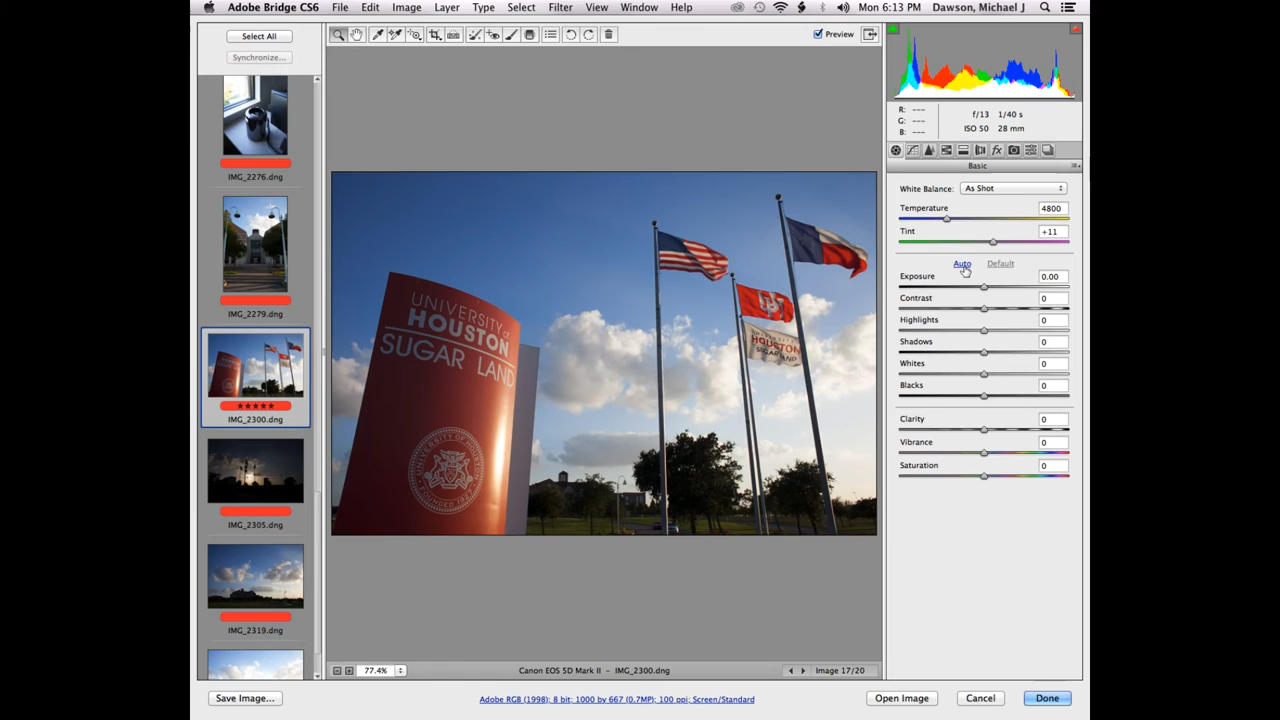 Adobe Bridge CS6 File Edit Image Layer Type Select Filter View Window Help Mon 6:13 PM Dawson, Michael J
Select All
Synchronize...
Preview
R: ---
G: ---
B: ---
f/13 1/40 s
ISO 50 28 mm
fx
Basic
White Balance: As Shot
Temperature 4800
Tint +11
Auto Default
Exposure 0.00
Contrast 0
Highlights 0
Shadows 0
Whites 0
Blacks 0
Clarity 0
Vibrance 0
Saturation 0
IMG_2276.dng
IMG_2279.dng
IMG_2300.dng
IMG_2305.dng
IMG_2319.dng
UNIVERSITY of
HOUSTON
SUGAR LAND
HOUSTON
SUGAR LAND
77.4% Canon EOS 5D Mark II - IMG_2300.dng Image 17/20
Save Image... Adobe RGB (1998); 8 bit; 1000 by 667 (0.7MP); 100 ppi; Screen/Standard Open Image Cancel Done